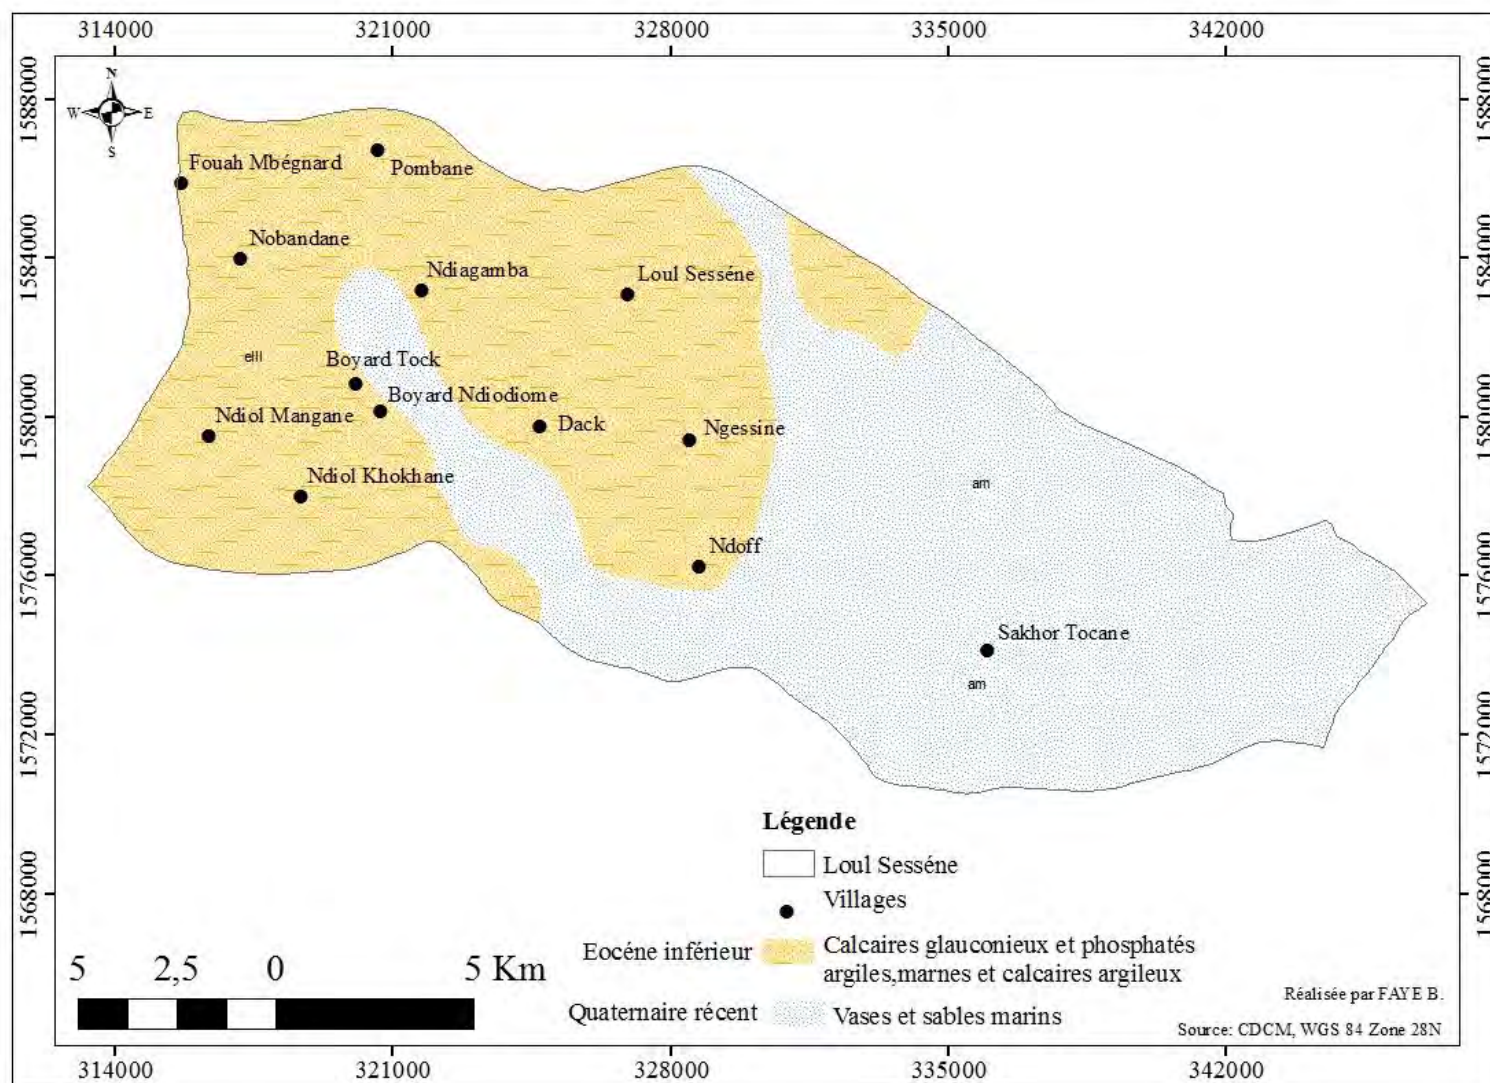 314000 321000 328000 335000 342000
1588000 1588000
N
W E
S
Fouah Mbégnard
Pombane
Nobandane
1584000 1584000
Ndiagamba
Loul Sesséne
eIII
Boyard Tock
Boyard Ndiodiome
Ndiol Mangane
Dack
Ngessine
1580000 1580000
Ndiol Khokhane
am
Ndoff
1576000 1576000
Sakhor Tocane
am
1572000 1572000
Légende
Loul Sesséne
Villages
1568000 1568000
Eocéne inférieur
Calcaires glauconieux et phosphatés
argiles,marnes et calcaires argileux
5 2,5 0 5 Km
Quaternaire récent
Vases et sables marins
Réalisée par FAYE B.
Source: CDCM, WGS 84 Zone 28N
314000 321000 328000 335000 342000